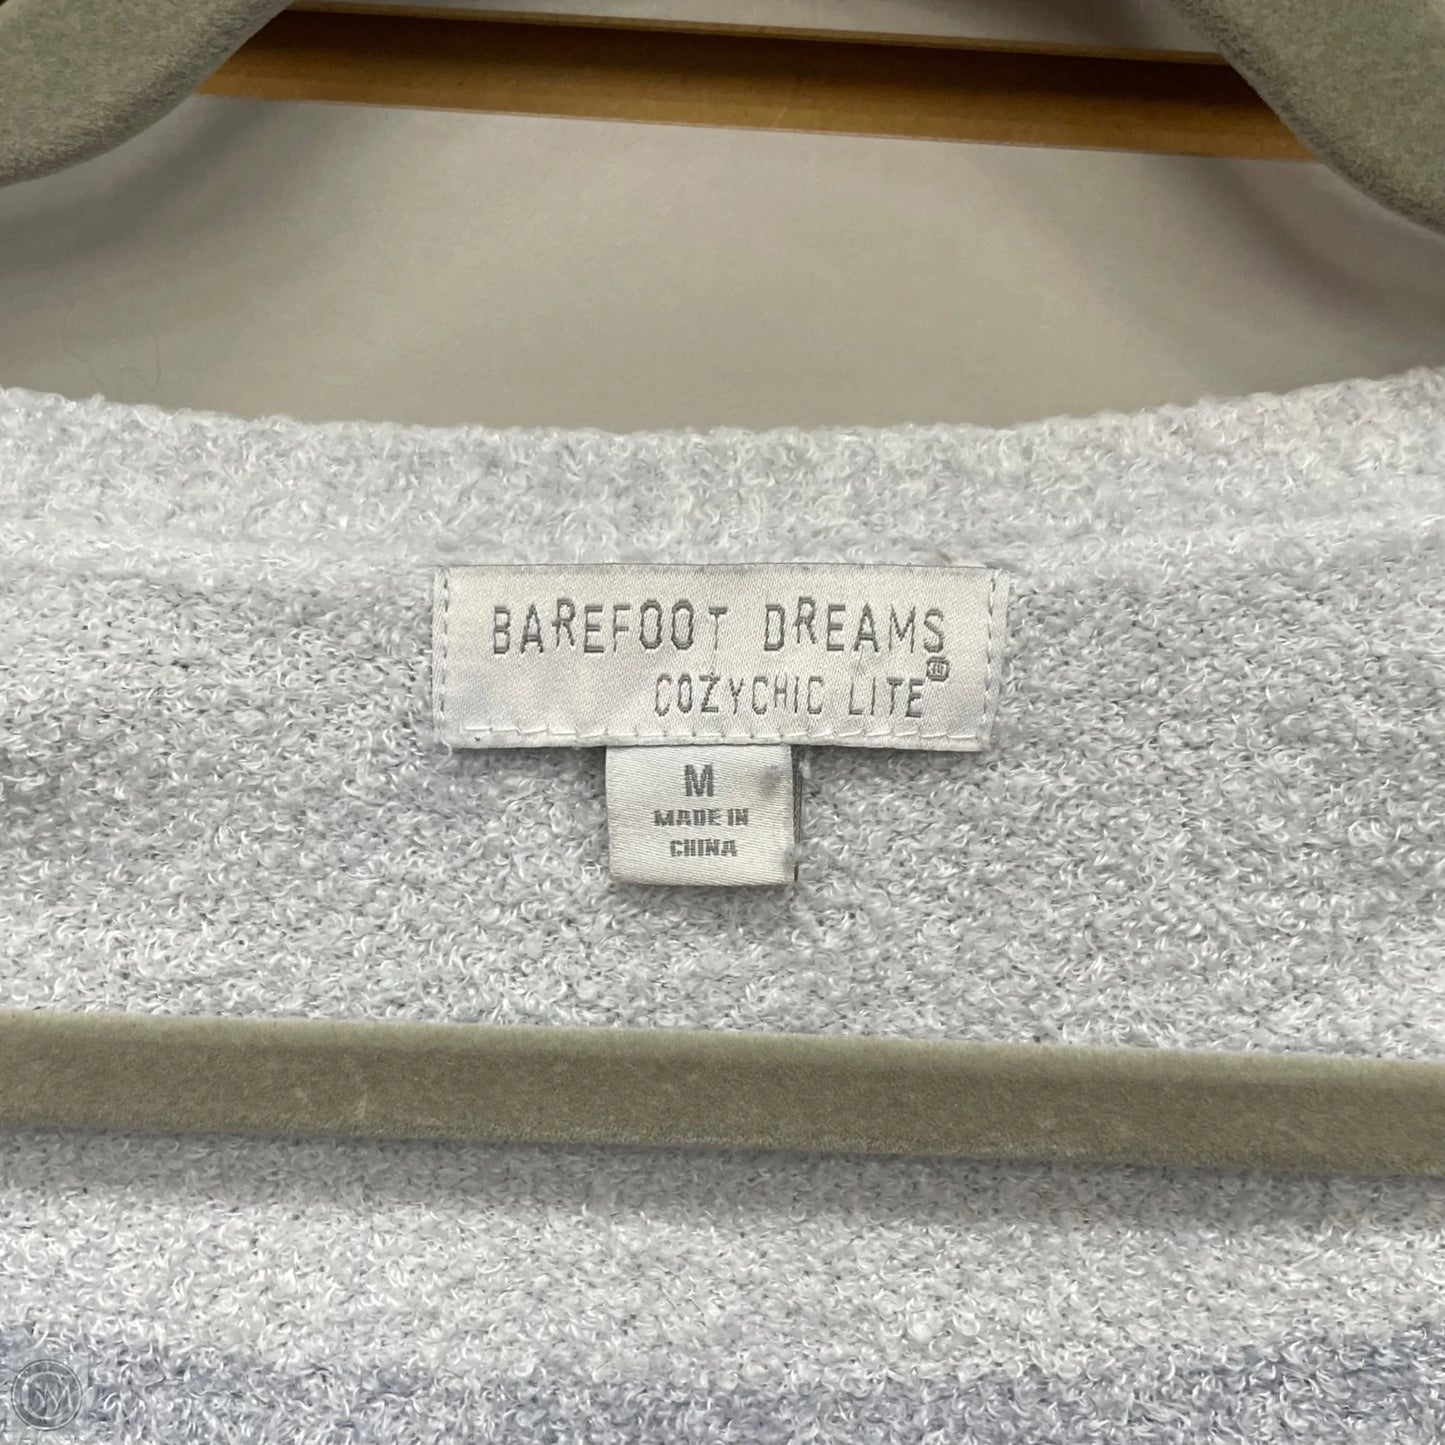 BAREFOOT DREAMS
COZYCHIC LITE®
M
MADE IN
CHINA